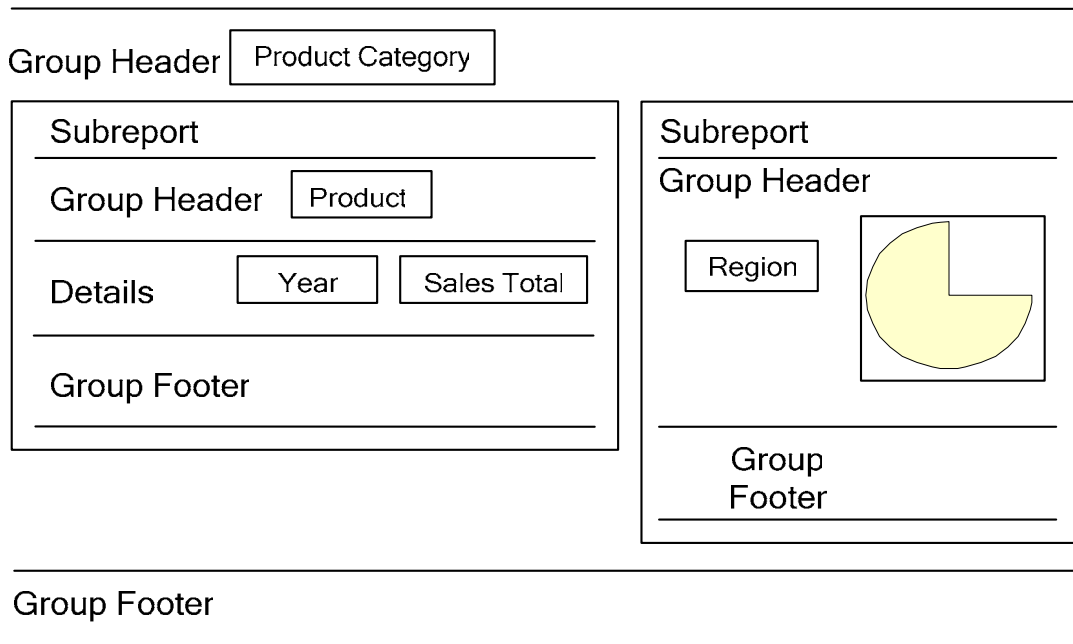 Group Header Product Category
Subreport
Group Header Product
Details Year Sales Total
Group Footer
Subreport
Group Header
Region
Group
Footer
Group Footer